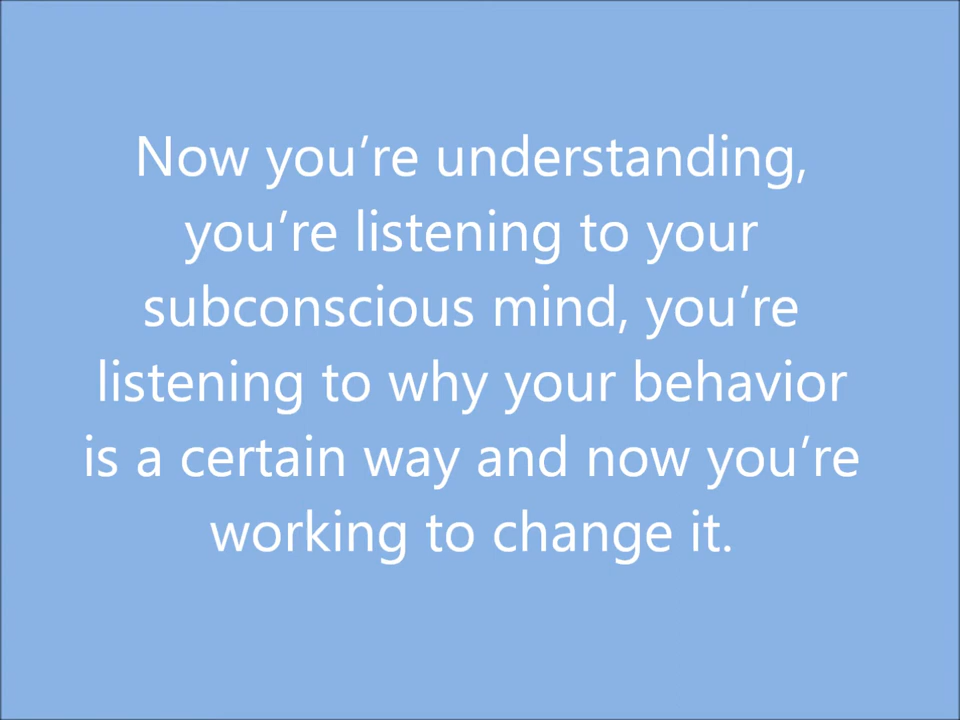 Now you’re understanding,
you’re listening to your
subconscious mind, you’re
listening to why your behavior
is a certain way and now you’re
working to change it.